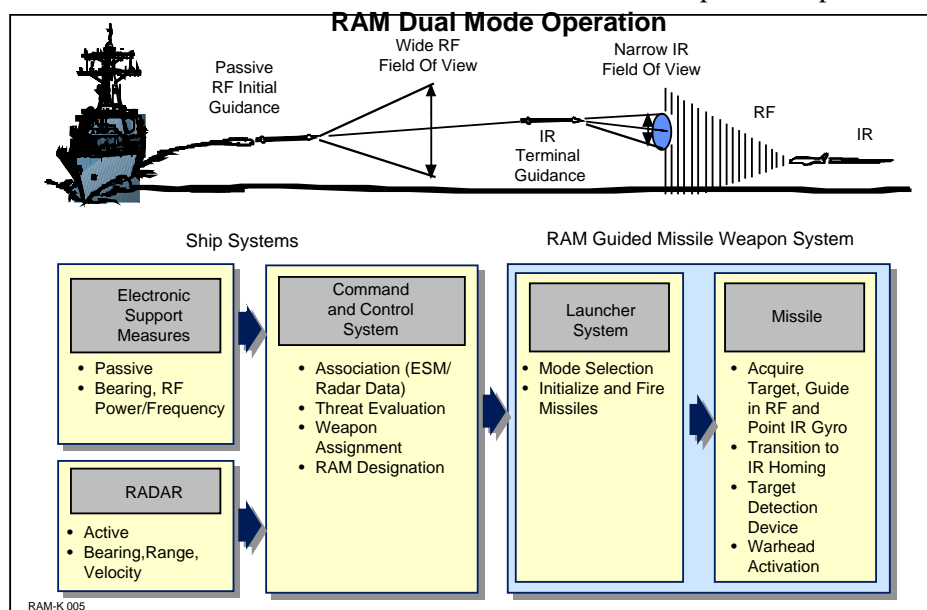 RAM Dual Mode Operation
Passive
RF Initial
Guidance
Wide RF
Field Of View
IR
Terminal
Guidance
Narrow IR
Field Of View
RF
IR
Ship Systems
RAM Guided Missile Weapon System
Electronic
Support
Measures
• Passive
• Bearing, RF
Power/Frequency
RADAR
• Active
• Bearing,Range,
Velocity
Command
and Control
System
• Association (ESM/
Radar Data)
• Threat Evaluation
• Weapon
Assignment
• RAM Designation
Launcher
System
• Mode Selection
• Initialize and Fire
Missiles
Missile
• Acquire
Target, Guide
in RF and
Point IR Gyro
• Transition to
IR Homing
• Target
Detection
Device
• Warhead
Activation
RAM-K 005